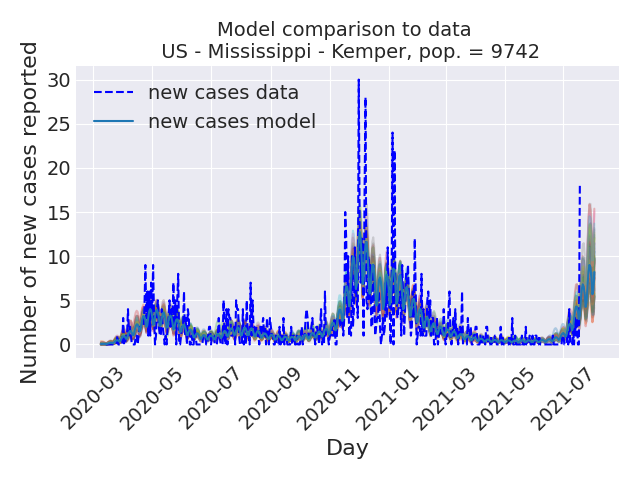 Model comparison to data
US - Mississippi - Kemper, pop. = 9742
Number of new cases reported
30
25
20
15
10
5
0
new cases data
new cases model
2020-03
2020-05
2020-07
2020-09
2020-11
2021-01
2021-03
2021-05
2021-07
Day